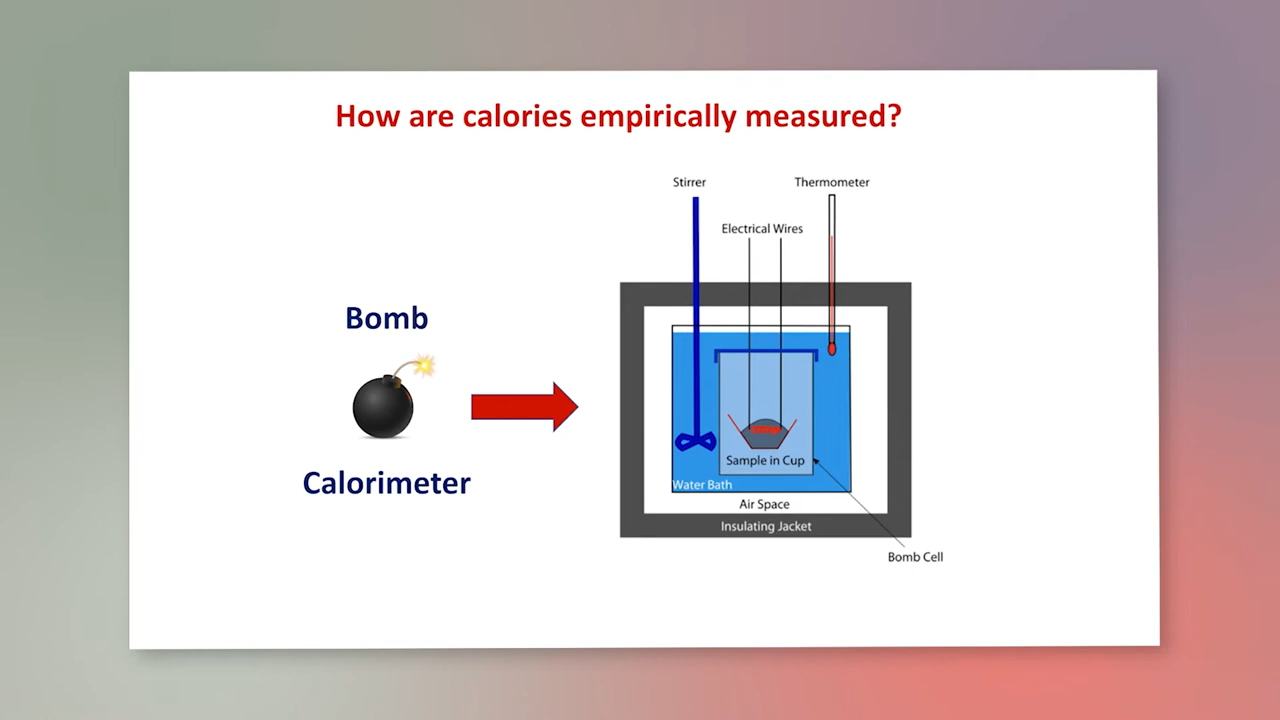 How are calories empirically measured?
Stirrer
Thermometer
Electrical Wires
Bomb
Calorimeter
Sample in Cup
Water Bath
Air Space
Insulating Jacket
Bomb Cell